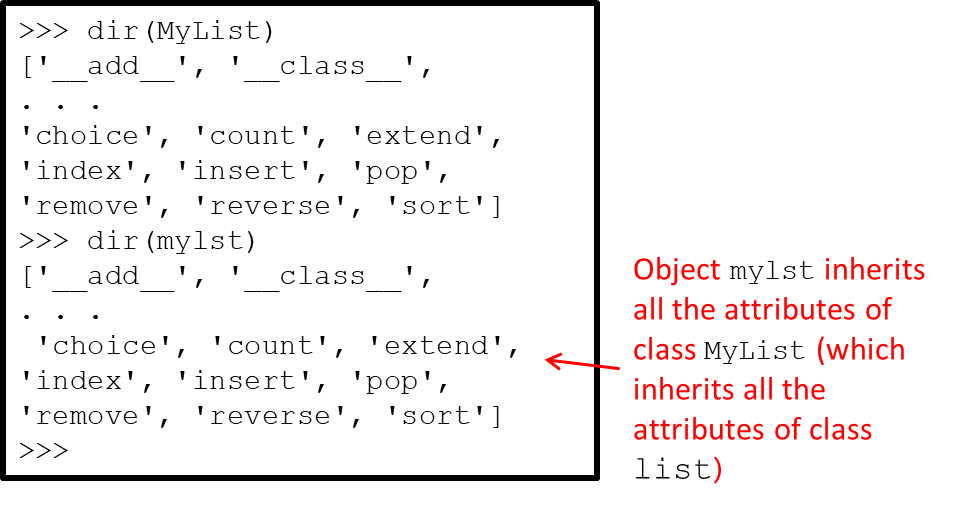 >>> dir(MyList)
['__add__', '__class__',
. . .
'choice', 'count', 'extend',
'index', 'insert', 'pop',
'remove', 'reverse', 'sort']
>>> dir(mylst)
['__add__', '__class__',
. . .
 'choice', 'count', 'extend',
'index', 'insert', 'pop',
'remove', 'reverse', 'sort']
>>>
Object mylst inherits
all the attributes of
class MyList (which
inherits all the
attributes of class
list)